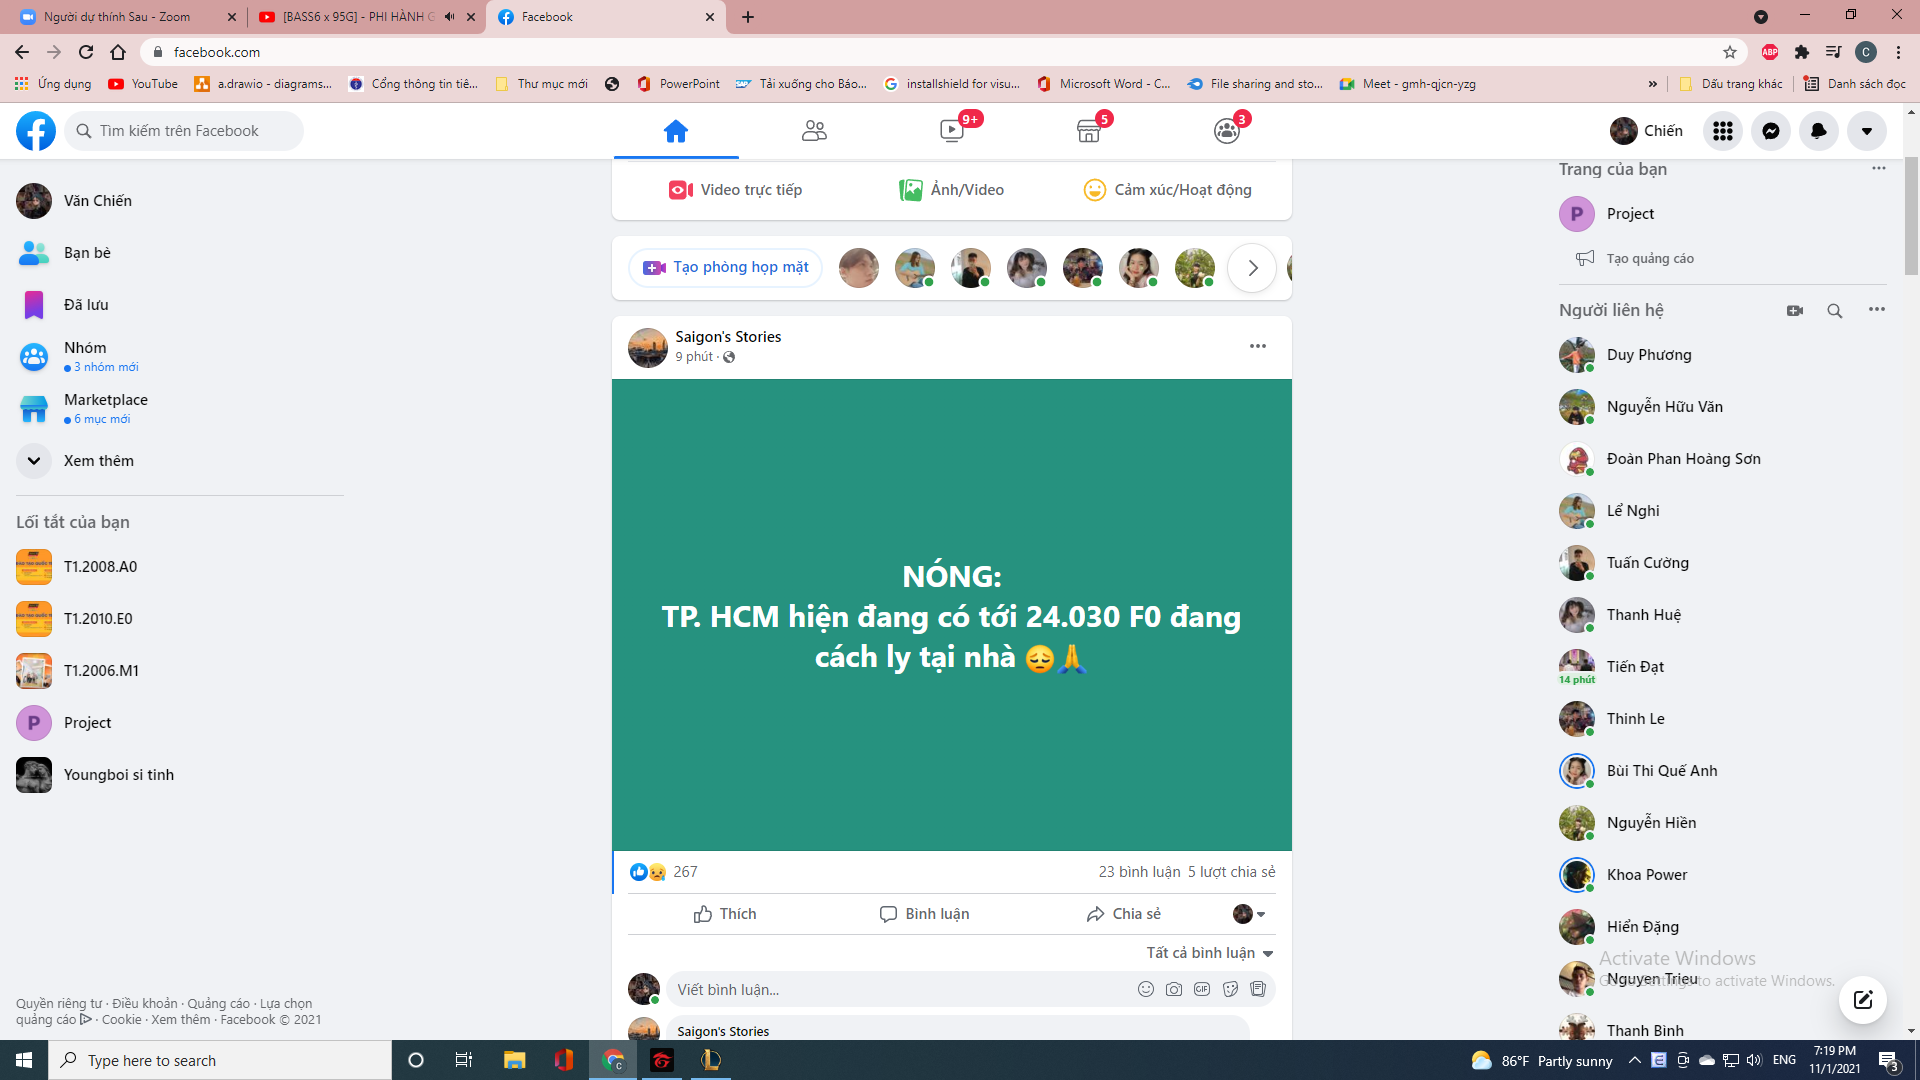 Người dự thính Sau - Zoom
[BASS6 x 95G] - PHI HÀNH G
Facebook
facebook.com
ABP
C
Ứng dụng
YouTube
a.drawio - diagrams...
Cổng thông tin tiê...
Thư mục mới
PowerPoint
Tải xuống cho Báo...
installshield for visu...
Microsoft Word - C...
File sharing and sto...
Meet - gmh-qjcn-yzg
»
Dấu trang khác
Danh sách đọc
Tìm kiếm trên Facebook
9+
5
3
Chiến
Văn Chiến
Bạn bè
Đã lưu
Nhóm
3 nhóm mới
Marketplace
6 mục mới
Xem thêm
Lối tắt của bạn
T1.2008.A0
T1.2010.E0
T1.2006.M1
P
Project
Youngboi si tinh
Quyền riêng tư · Điều khoản · Quảng cáo · Lựa chọn
quảng cáo · Cookie · Xem thêm · Facebook © 2021
Video trực tiếp
Ảnh/Video
Cảm xúc/Hoạt động
Tạo phòng họp mặt
Saigon's Stories
9 phút ·
NÓNG:
TP. HCM hiện đang có tới 24.030 F0 đang
cách ly tại nhà 😔🙏
267
23 bình luận 5 lượt chia sẻ
Thích
Bình luận
Chia sẻ
Tất cả bình luận
Viết bình luận...
GIF
Saigon's Stories
Trang của bạn
P
Project
Tạo quảng cáo
Người liên hệ
Duy Phương
Nguyễn Hữu Văn
Đoàn Phan Hoàng Sơn
Lể Nghi
Tuấn Cường
Thanh Huệ
Tiến Đạt
14 phút
Thinh Le
Bùi Thi Quế Anh
Nguyễn Hiền
Khoa Power
Hiển Đặng
Nguyen Trieu
Thanh Bình
Activate Windows
Go to Settings to activate Windows.
Type here to search
86°F Partly sunny
ENG
7:19 PM
11/1/2021
3